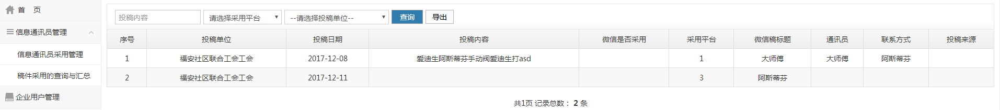 首 页
信息通讯员管理
信息通讯员采用管理
稿件采用的查询与汇总
企业用户管理
投稿内容 请选择采用平台 --请选择投稿单位-- 查询 导出
序号 投稿单位 投稿日期 投稿内容 微信是否采用 采用平台 微信稿标题 通讯员 联系方式 投稿来源
1 福安社区联合工会工会 2017-12-08 爱迪生阿斯蒂芬手动阀爱迪生打asd 1 大师傅 大师傅 阿斯蒂芬
2 福安社区联合工会工会 2017-12-11 3 阿斯蒂芬
共1页 记录总数： 2 条